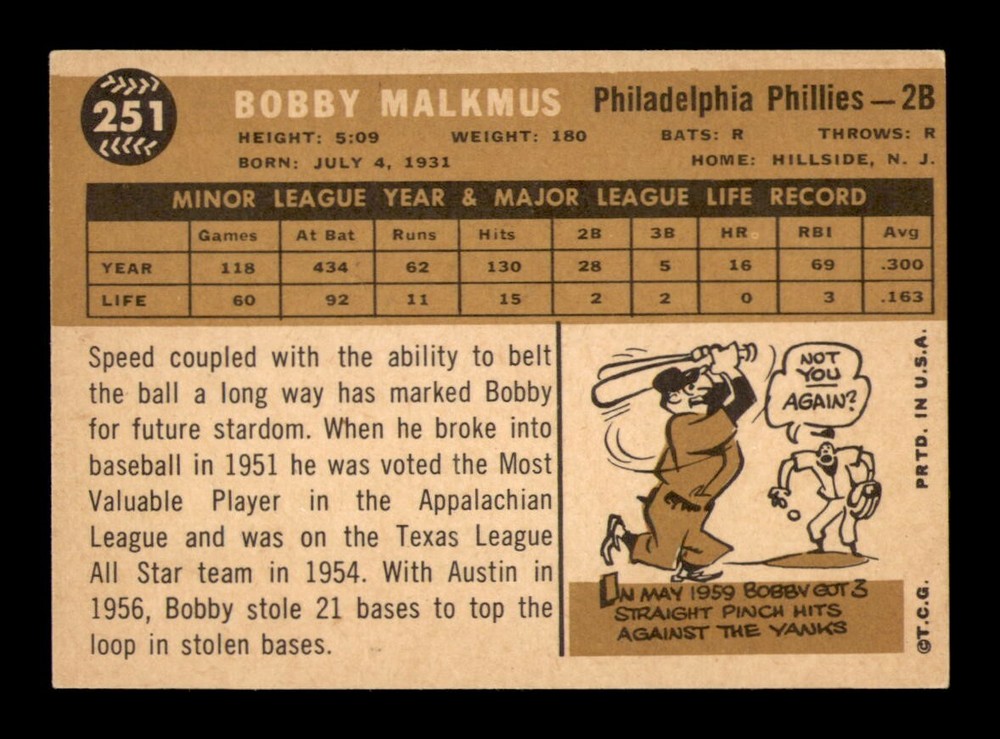 251
BOBBY MALKMUS Philadelphia Phillies — 2B
HEIGHT: 5:09 WEIGHT: 180 BATS: R THROWS: R
BORN: JULY 4, 1931 HOME: HILLSIDE, N. J.
MINOR LEAGUE YEAR & MAJOR LEAGUE LIFE RECORD
Games At Bat Runs Hits 2B 3B HR RBI Avg
YEAR 118 434 62 130 28 5 16 69 .300
LIFE 60 92 11 15 2 2 0 3 .163
Speed coupled with the ability to belt
the ball a long way has marked Bobby
for future stardom. When he broke into
baseball in 1951 he was voted the Most
Valuable Player in the Appalachian
League and was on the Texas League
All Star team in 1954. With Austin in
1956, Bobby stole 21 bases to top the
loop in stolen bases.
NOT
YOU
AGAIN?
IN MAY 1959 BOBBY GOT 3
STRAIGHT PINCH HITS
AGAINST THE YANKS
PRTD. IN U.S.A.
©T.C.G.